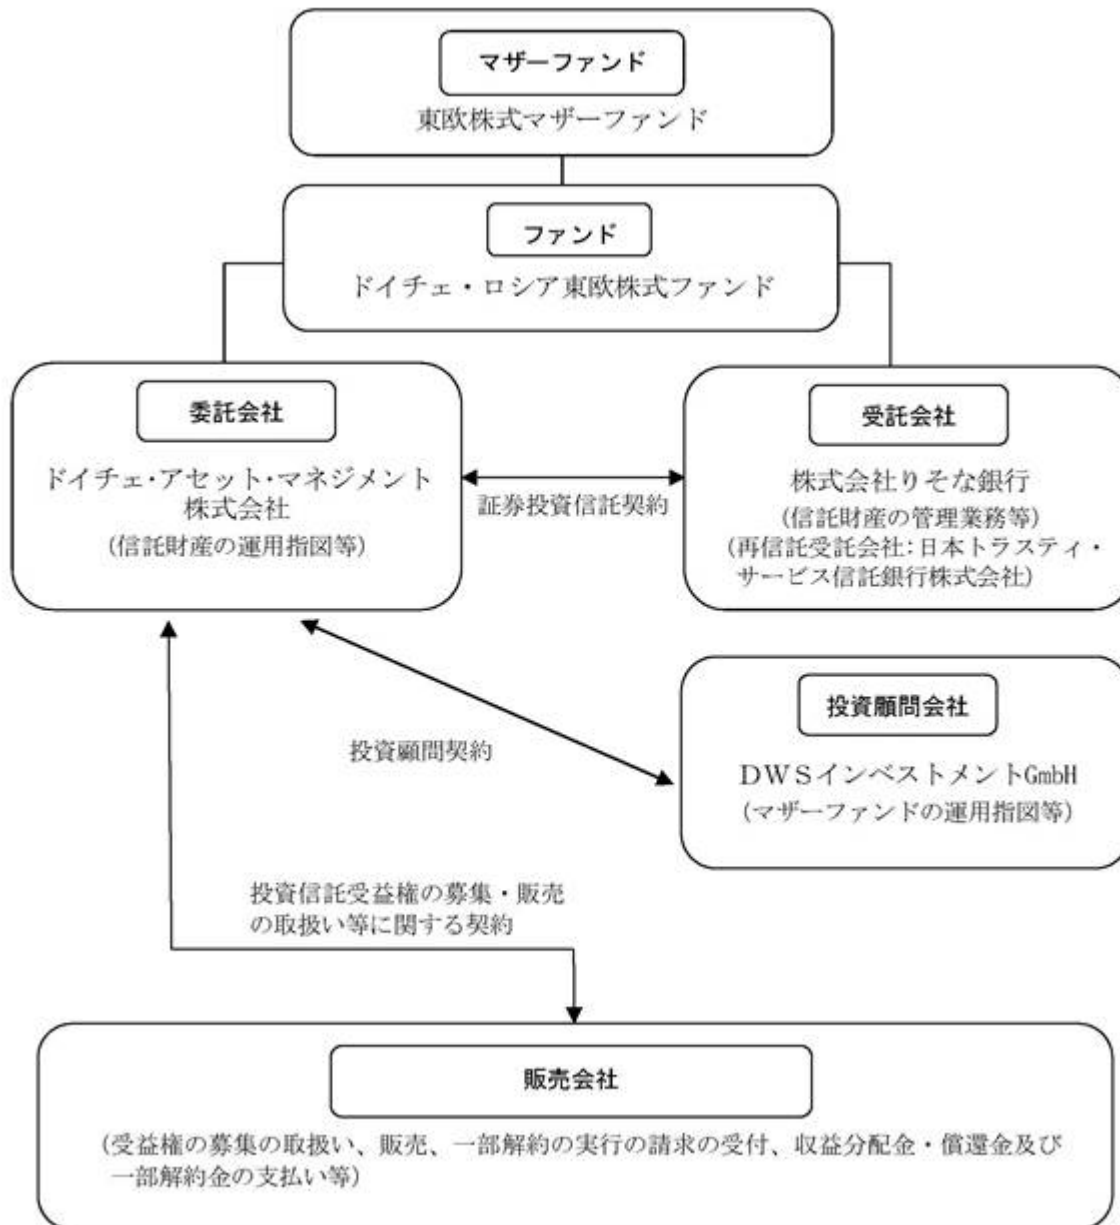 マザーファンド
東欧株式マザーファンド
ファンド
ドイチェ・ロシア東欧株式ファンド
委託会社
ドイチェ・アセット・マネジメント
株式会社
(信託財産の運用指図等)
証券投資信託契約
受託会社
株式会社りそな銀行
(信託財産の管理業務等)
(再信託受託会社:日本トラスティ・
サービス信託銀行株式会社)
投資顧問契約
投資顧問会社
DWSインベストメントGmbH
(マザーファンドの運用指図等)
投資信託受益権の募集・販売
の取扱い等に関する契約
販売会社
(受益権の募集の取扱い、販売、一部解約の実行の請求の受付、収益分配金・償還金及び
一部解約金の支払い等)